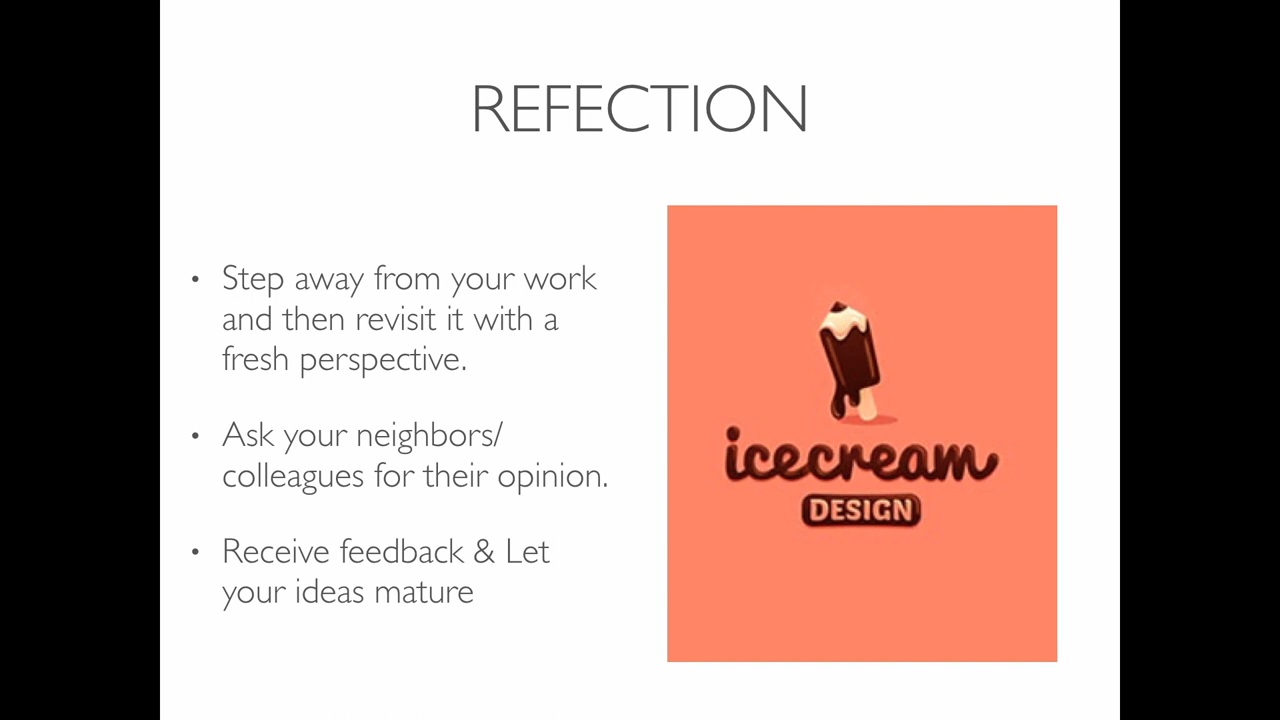 REFECTION
• Step away from your work
and then revisit it with a
fresh perspective.
• Ask your neighbors/
colleagues for their opinion.
• Receive feedback & Let
your ideas mature
icecream
DESIGN